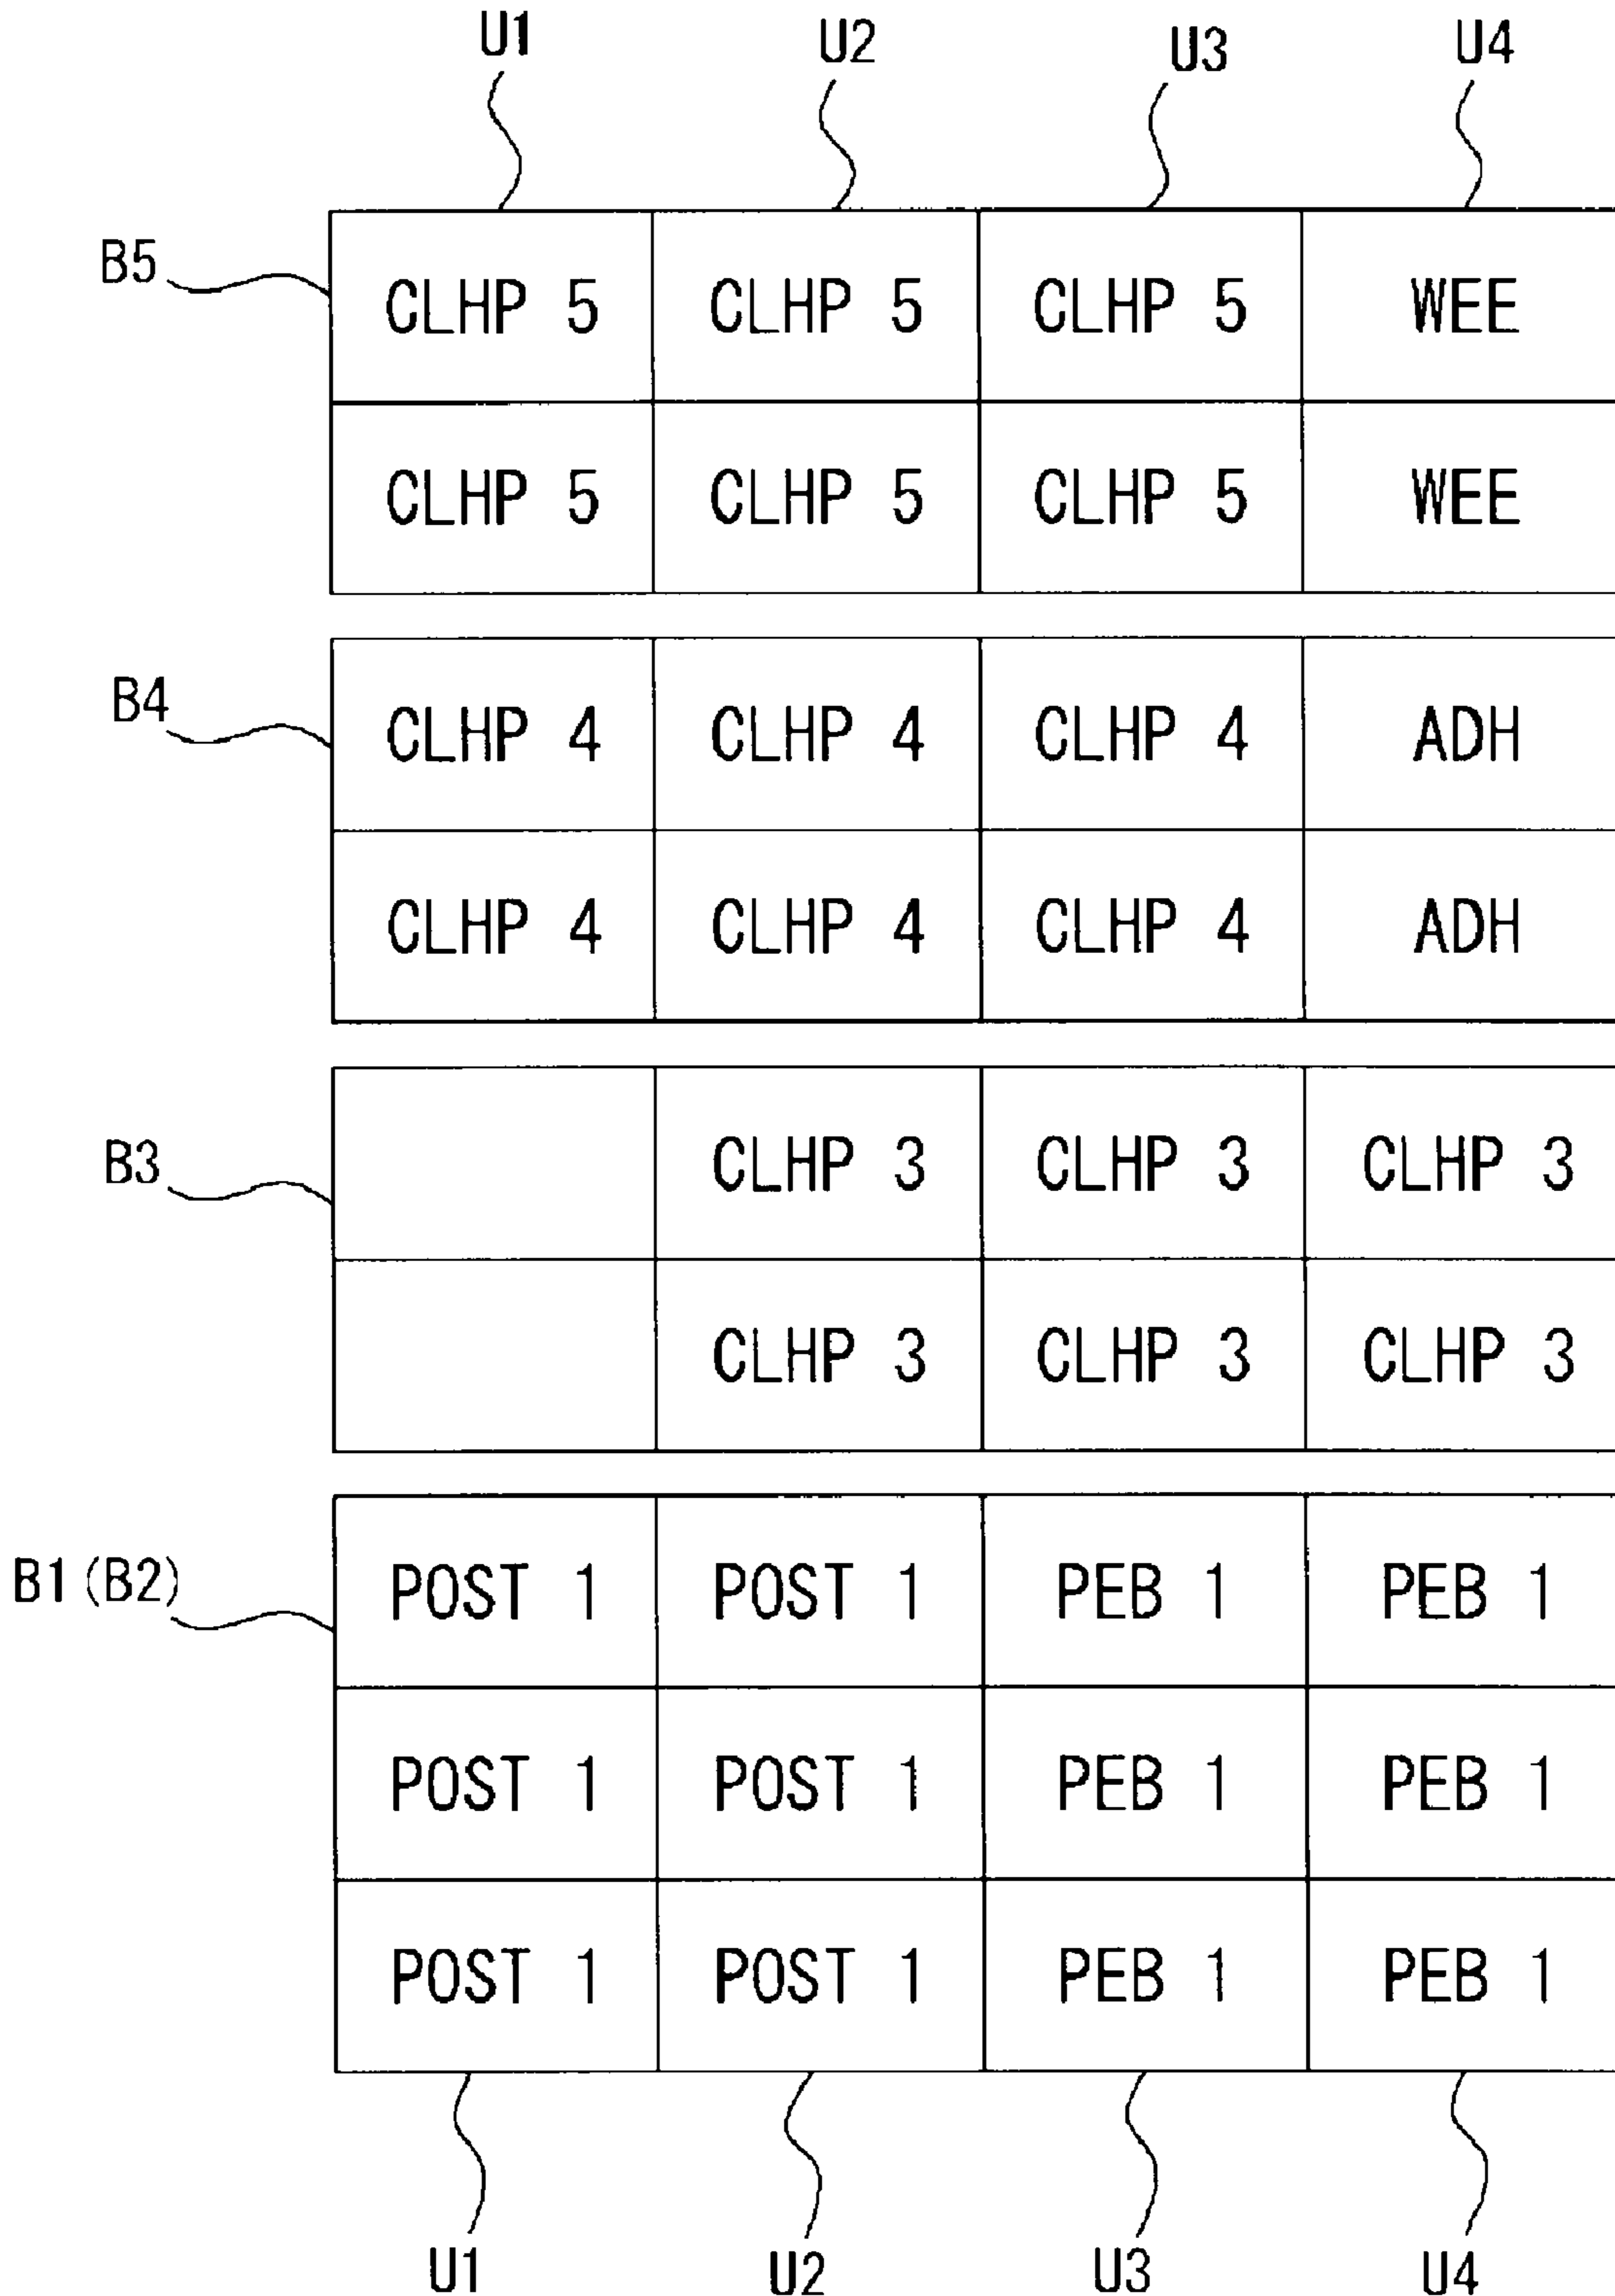 U1 U2 U3 U4
B5
CLHP 5 CLHP 5 CLHP 5 WEE
CLHP 5 CLHP 5 CLHP 5 WEE
B4
CLHP 4 CLHP 4 CLHP 4 ADH
CLHP 4 CLHP 4 CLHP 4 ADH
B3
CLHP 3 CLHP 3 CLHP 3
CLHP 3 CLHP 3 CLHP 3
B1(B2)
POST 1 POST 1 PEB 1 PEB 1
POST 1 POST 1 PEB 1 PEB 1
POST 1 POST 1 PEB 1 PEB 1
U1 U2 U3 U4